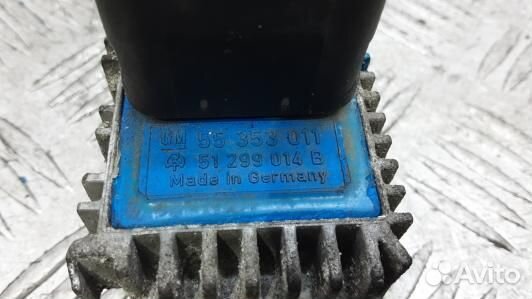 GM 55 353 011
51 299 014 B
Made in Germany
Avito